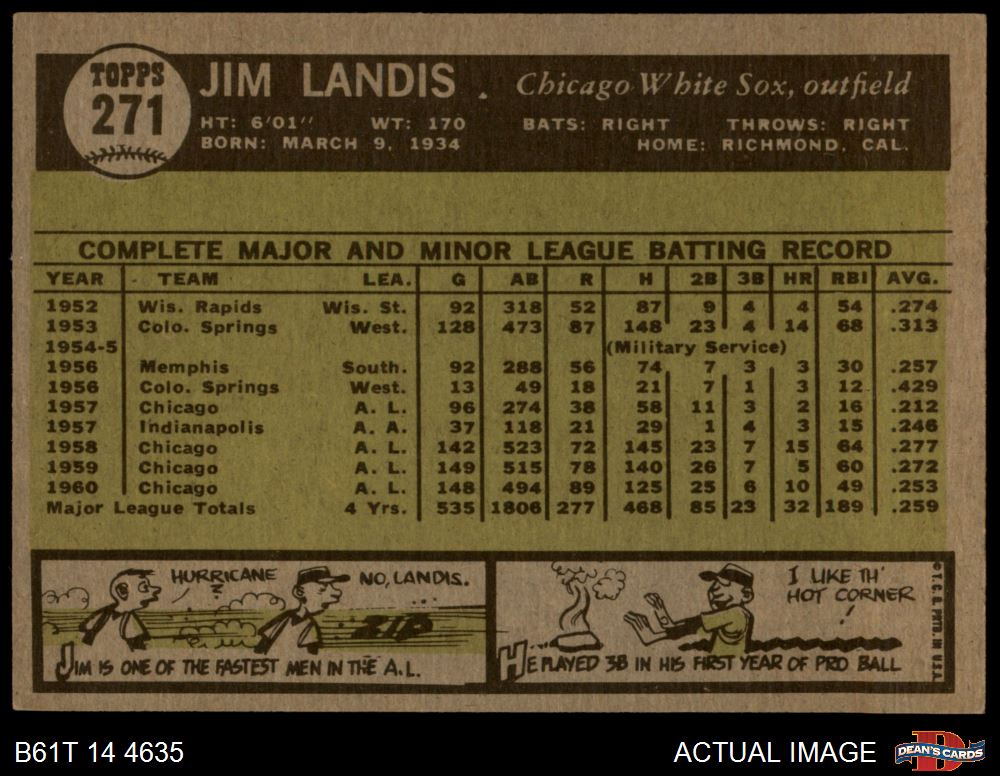 TOPPS
271
JIM LANDIS Chicago White Sox, outfield
HT: 6'01" WT: 170 BATS: RIGHT THROWS: RIGHT
BORN: MARCH 9, 1934 HOME: RICHMOND, CAL.
COMPLETE MAJOR AND MINOR LEAGUE BATTING RECORD
YEAR TEAM LEA. G AB R H 2B 3B HR RBI AVG.
1952 Wis. Rapids Wis. St. 92 318 52 87 9 4 4 54 .274
1953 Colo. Springs West. 128 473 87 148 23 4 14 68 .313
1954-5 (Military Service)
1956 Memphis South. 92 288 56 74 7 3 3 30 .257
1956 Colo. Springs West. 13 49 18 21 7 1 3 12 .429
1957 Chicago A. L. 96 274 38 58 11 3 2 16 .212
1957 Indianapolis A. A. 37 118 21 29 1 4 3 15 .246
1958 Chicago A. L. 142 523 72 145 23 7 15 64 .277
1959 Chicago A. L. 149 515 78 140 26 7 5 60 .272
1960 Chicago A. L. 148 494 89 125 25 6 10 49 .253
Major League Totals 4 Yrs. 535 1806 277 468 85 23 32 189 .259
HURRICANE
?
NO, LANDIS.
ZIP
JIM IS ONE OF THE FASTEST MEN IN THE A.L.
I LIKE TH'
HOT CORNER
!
HE PLAYED 3B IN HIS FIRST YEAR OF PRO BALL
© T. C. G. PRTD. IN U.S.A.
B61T 14 4635
ACTUAL IMAGE
D
DEAN'S CARDS